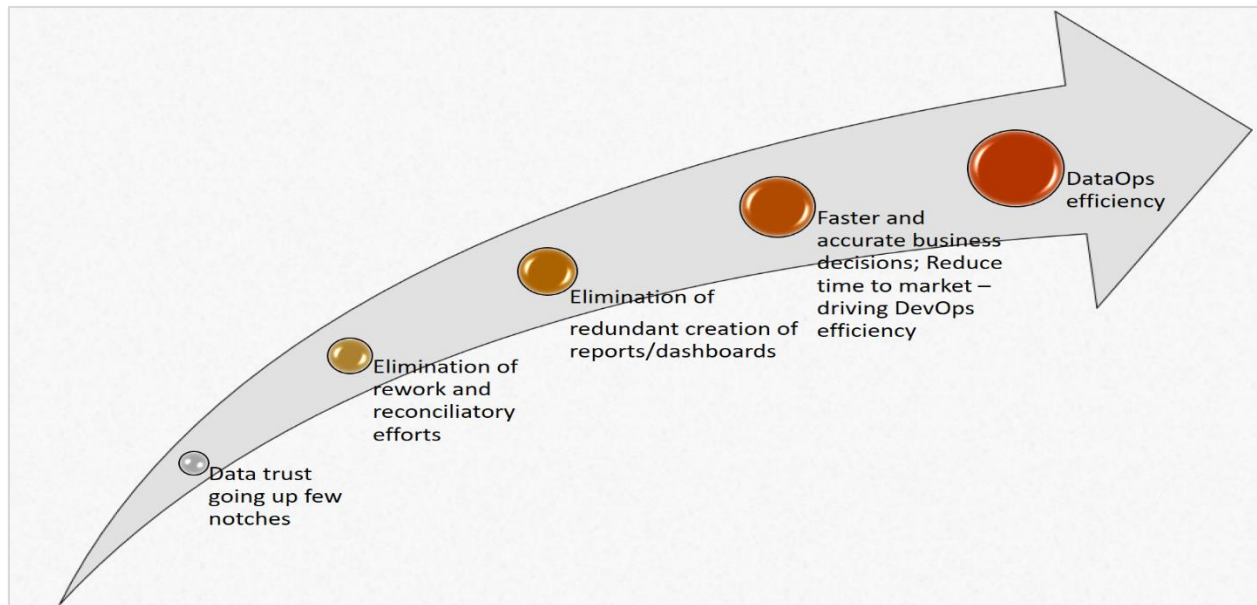 Data trust
going up few
notches
Elimination of
rework and
reconciliatory
efforts
Elimination of
redundant creation of
reports/dashboards
Faster and
accurate business
decisions; Reduce
time to market –
driving DevOps
efficiency
DataOps
efficiency